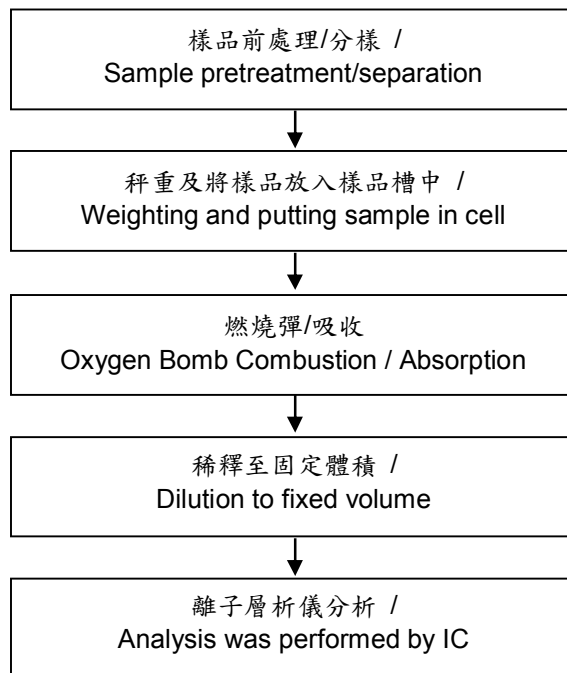 樣品前處理/分樣 /
Sample pretreatment/separation
秤重及將樣品放入樣品槽中 /
Weighting and putting sample in cell
燃燒彈/吸收
Oxygen Bomb Combustion / Absorption
稀釋至固定體積 /
Dilution to fixed volume
離子層析儀分析 /
Analysis was performed by IC